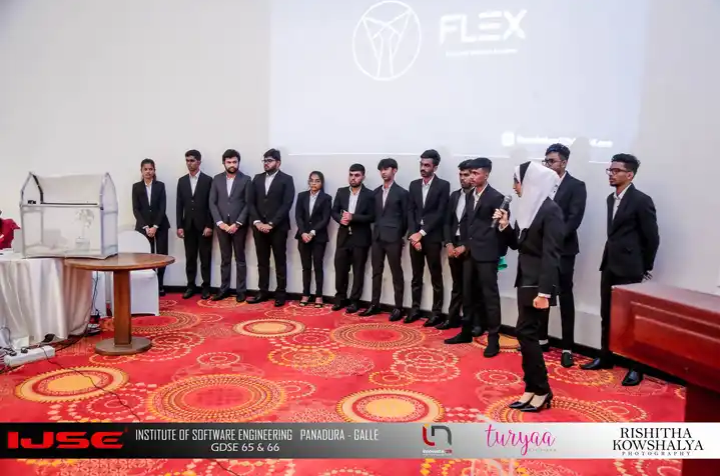 FLEX
IJSE
INSTITUTE OF SOFTWARE ENGINEERING PANADURA - GALLE
GDSE 65 & 66
turyaa
RISHITHA
KOWSHALYA
PHOTOGRAPHY